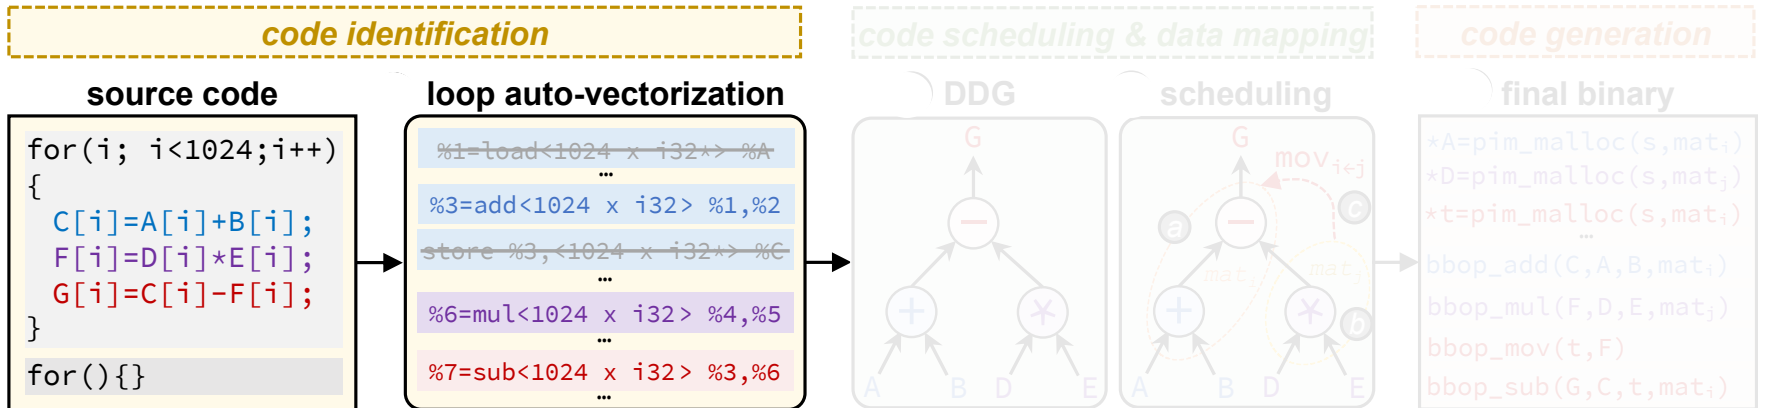 code identification
code scheduling & data mapping
code generation
source code
loop auto-vectorization
DDG
scheduling
final binary
for(i; i<1024;i++)
{
C[i]=A[i]+B[i];
F[i]=D[i]*E[i];
G[i]=C[i]-F[i];
}
for(){}
%1=load<1024 x i32*> %A
…
%3=add<1024 x i32> %1,%2
store %3,<1024 x i32*> %C
…
%6=mul<1024 x i32> %4,%5
…
%7=sub<1024 x i32> %3,%6
…
G
−
+
*
A B D E
G
mov i←j
c
a
−
mat i
mat j
+
*
b
A B D E
*A=pim_malloc(s,mat i)
*D=pim_malloc(s,mat j)
*t=pim_malloc(s,mat i)
…
bbop_add(C,A,B,mat i)
bbop_mul(F,D,E,mat j)
bbop_mov(t,F)
bbop_sub(G,C,t,mat i)